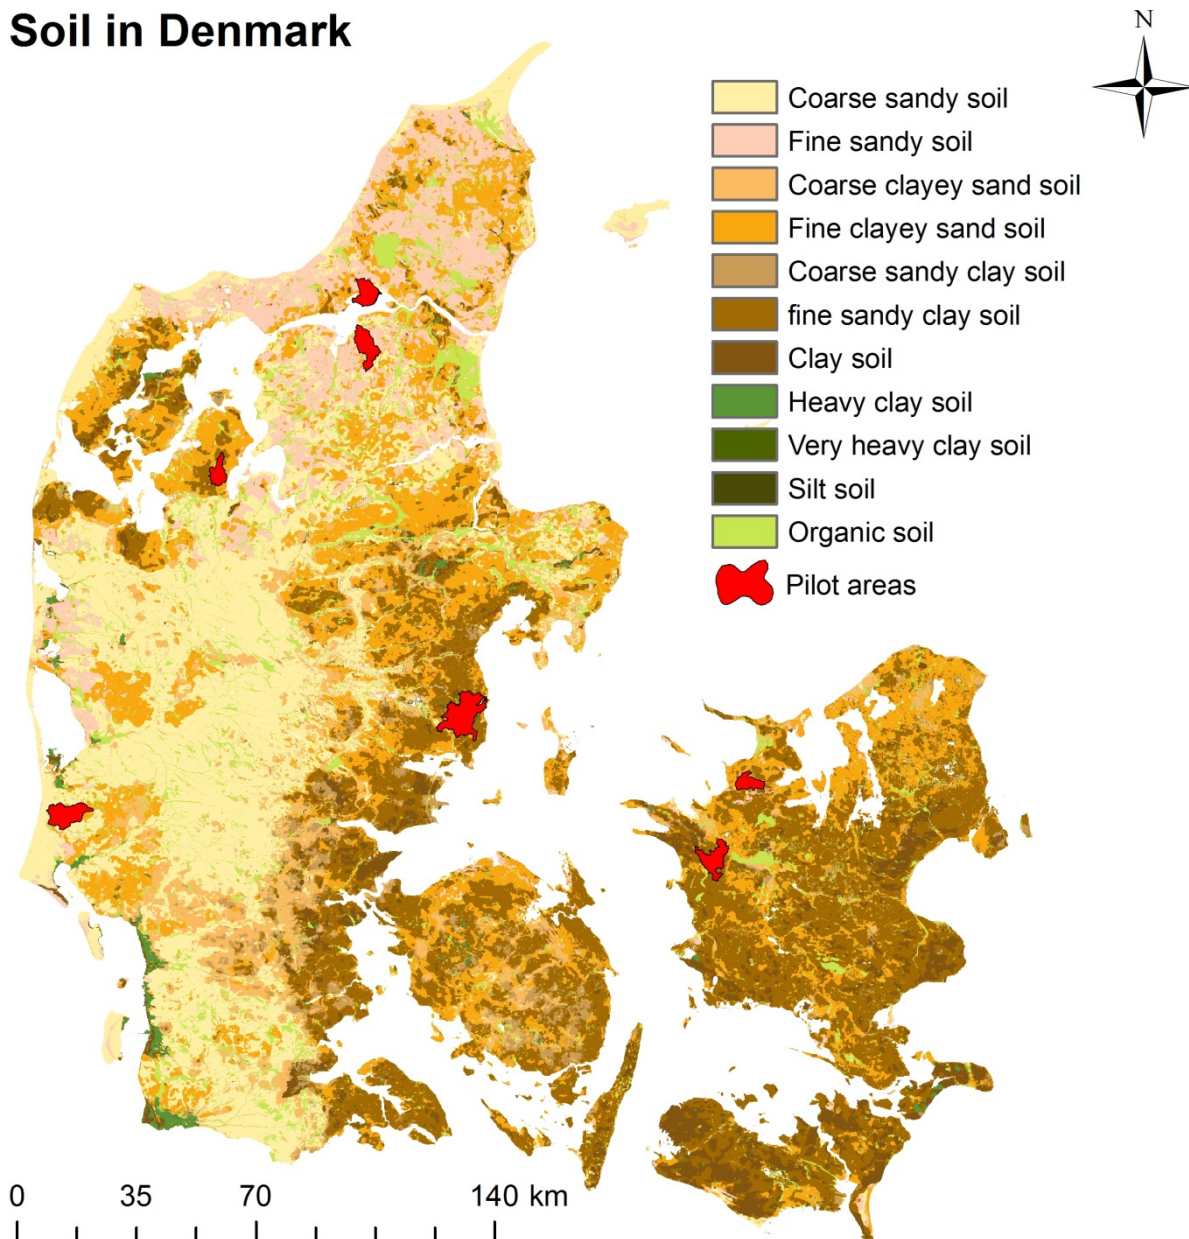 Soil in Denmark
N
Coarse sandy soil
Fine sandy soil
Coarse clayey sand soil
Fine clayey sand soil
Coarse sandy clay soil
fine sandy clay soil
Clay soil
Heavy clay soil
Very heavy clay soil
Silt soil
Organic soil
Pilot areas
0 35 70 140 km